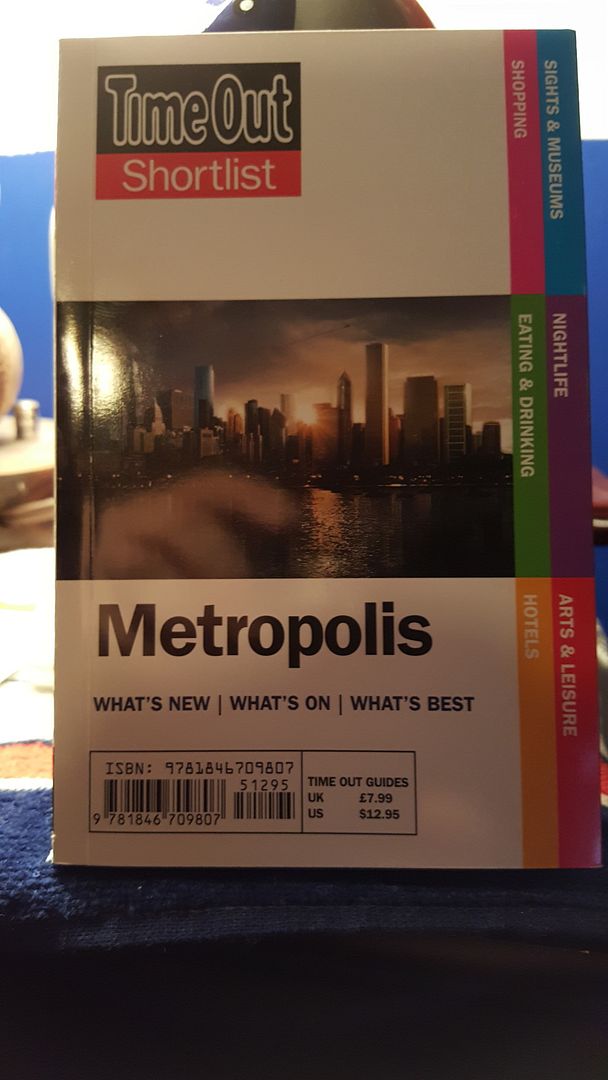 Time Out
Shortlist
SHOPPING
SIGHTS & MUSEUMS
EATING & DRINKING
NIGHTLIFE
HOTELS
ARTS & LEISURE
Metropolis
WHAT'S NEW | WHAT'S ON | WHAT'S BEST
ISBN: 9781846709807
51295
9 781846 709807
TIME OUT GUIDES
UK £7.99
US $12.95